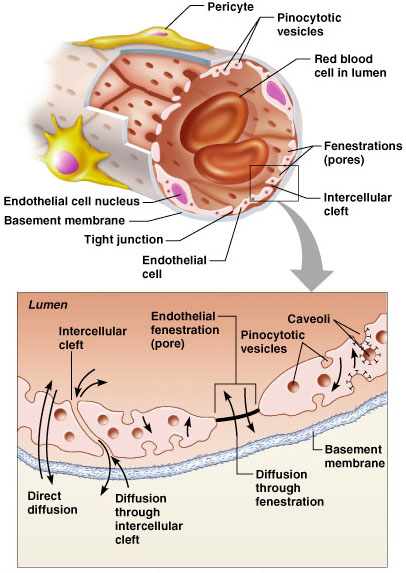 Pericyte
Pinocytotic
vesicles
Red blood
cell in lumen
Fenestrations
(pores)
Intercellular
cleft
Endothelial cell nucleus
Basement membrane
Tight junction
Endothelial
cell
Lumen
Intercellular
cleft
Endothelial
fenestration
(pore)
Pinocytotic
vesicles
Caveoli
Basement
membrane
Direct
diffusion
Diffusion
through
intercellular
cleft
Diffusion
through
fenestration